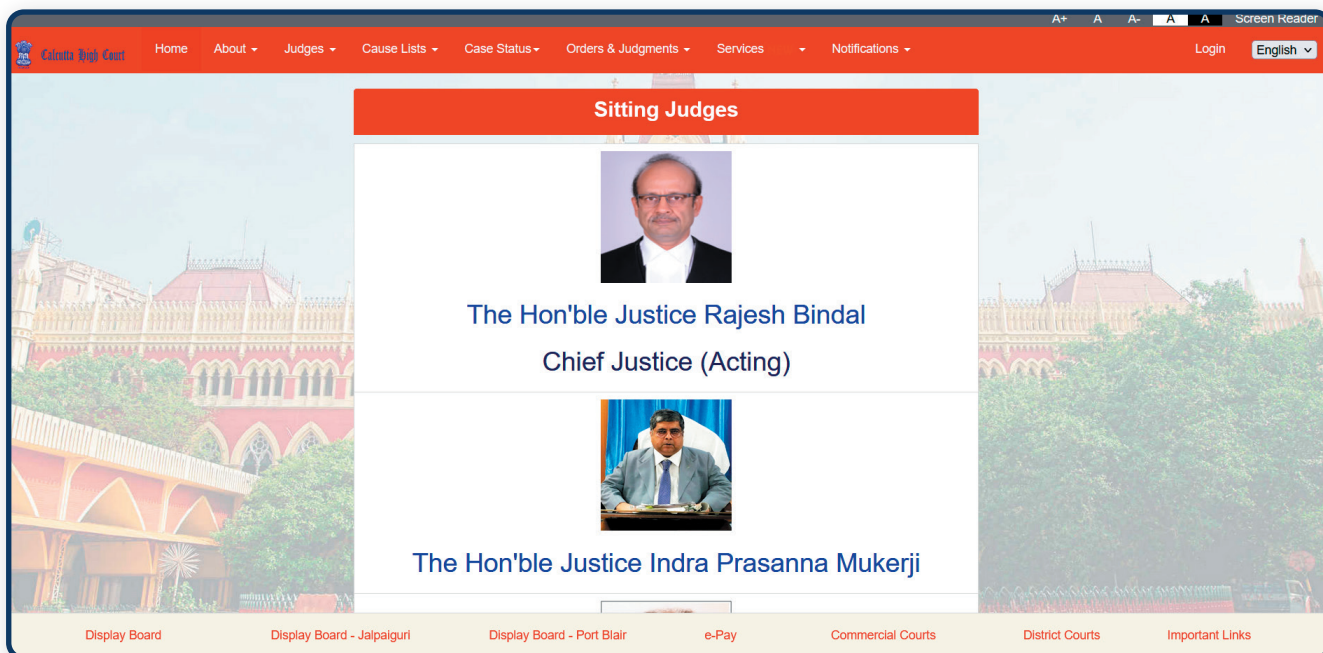 A+ A A- A A Screen Reader
Calcutta High Court Home About Judges Cause Lists Case Status Orders & Judgments Services Notifications Login English
Sitting Judges
The Hon'ble Justice Rajesh Bindal
Chief Justice (Acting)
The Hon'ble Justice Indra Prasanna Mukerji
Display Board Display Board - Jalpaiguri Display Board - Port Blair e-Pay Commercial Courts District Courts Important Links